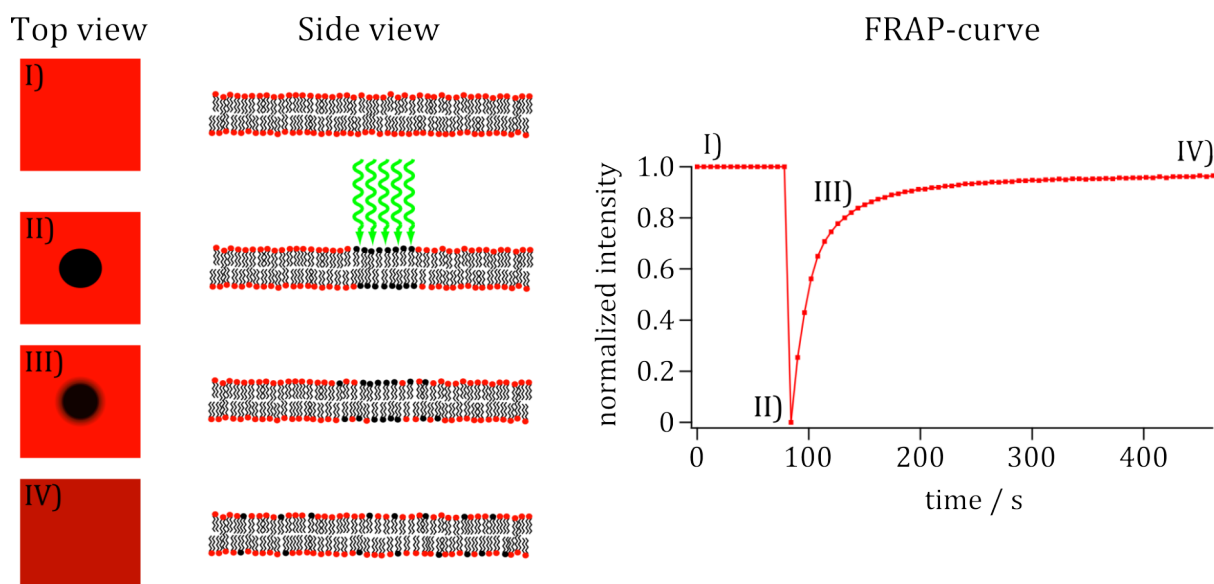 Top view
Side view
FRAP-curve
I)
II)
III)
IV)
I)
II)
III)
IV)
1.0
0.8
0.6
0.4
0.2
0
normalized intensity
0
100
200
300
400
time / s